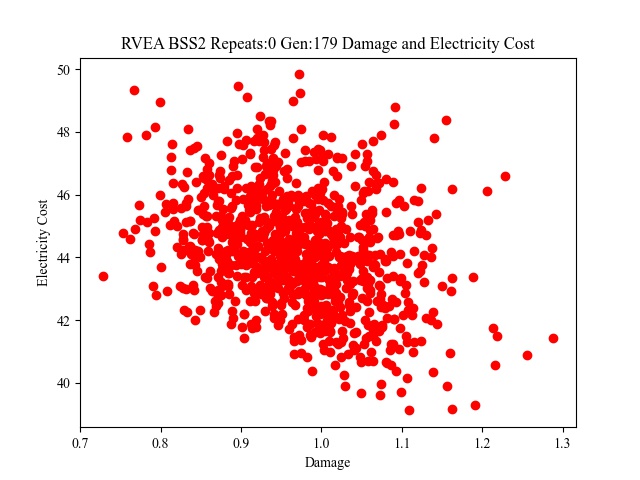 RVEA BSS2 Repeats:0 Gen:179 Damage and Electricity Cost
50
48
46
44
42
40
Electricity Cost
0.7 0.8 0.9 1.0 1.1 1.2 1.3
Damage